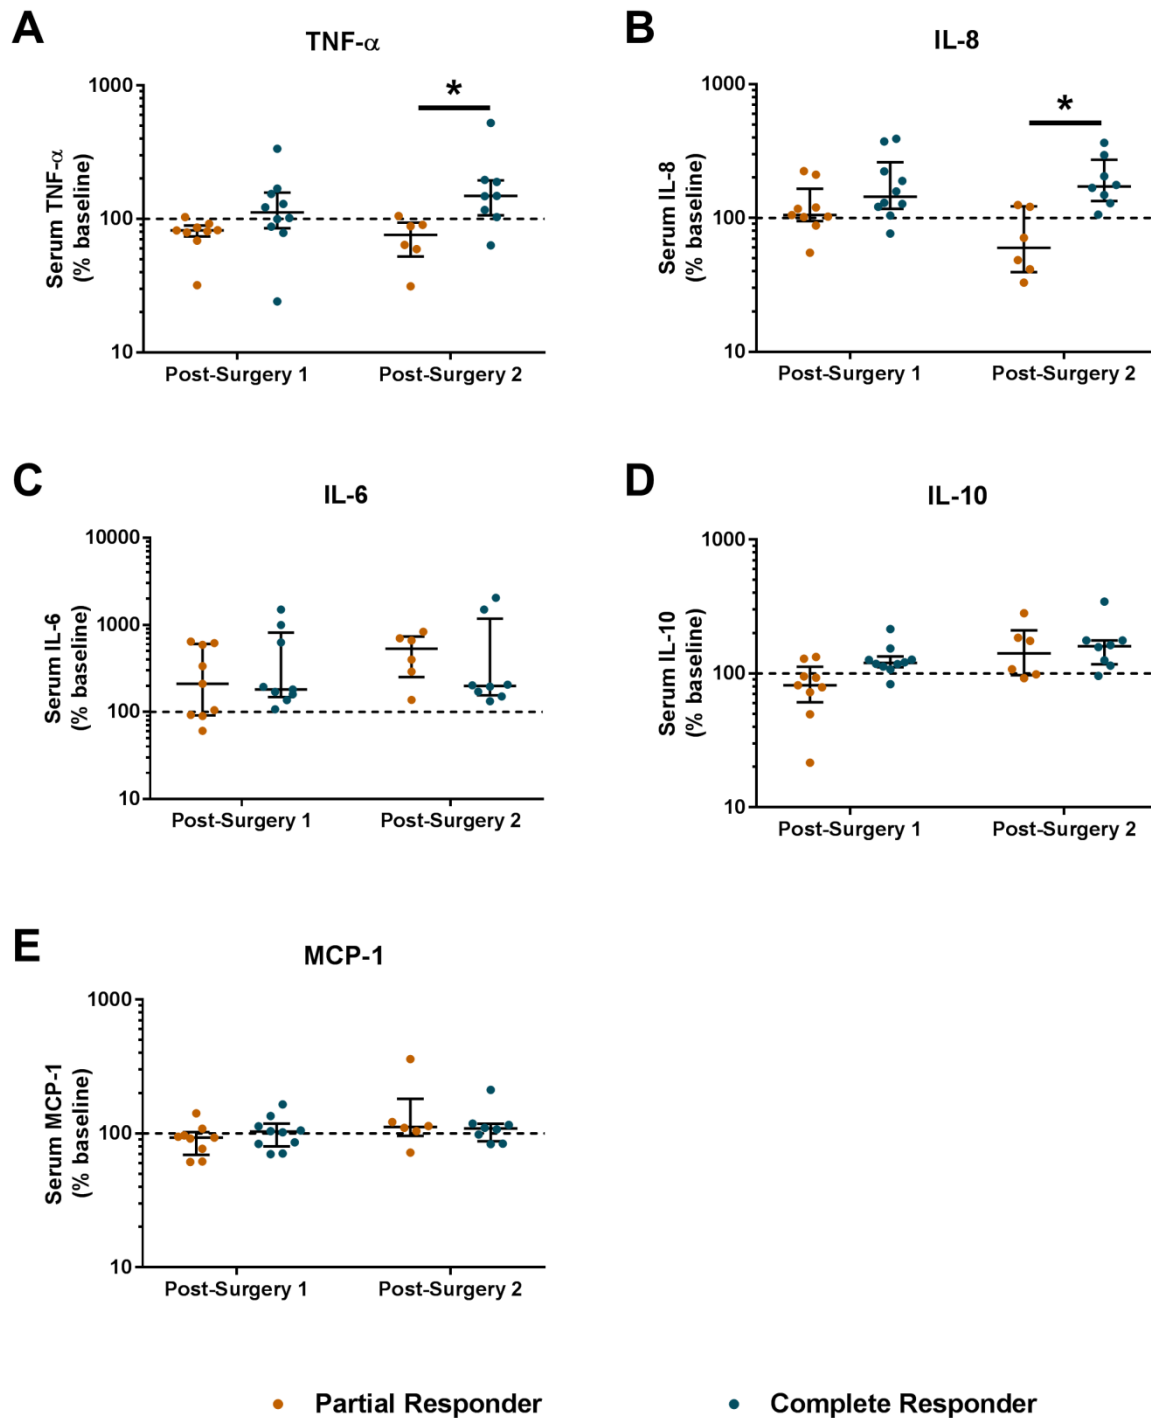 A
TNF-α
Serum TNF-α
(% baseline)
1000
100
10
*
Post-Surgery 1
Post-Surgery 2
B
IL-8
Serum IL-8
(% baseline)
1000
100
10
*
Post-Surgery 1
Post-Surgery 2
C
IL-6
Serum IL-6
(% baseline)
10000
1000
100
10
Post-Surgery 1
Post-Surgery 2
D
IL-10
Serum IL-10
(% baseline)
1000
100
10
Post-Surgery 1
Post-Surgery 2
E
MCP-1
Serum MCP-1
(% baseline)
1000
100
10
Post-Surgery 1
Post-Surgery 2
Partial Responder
Complete Responder